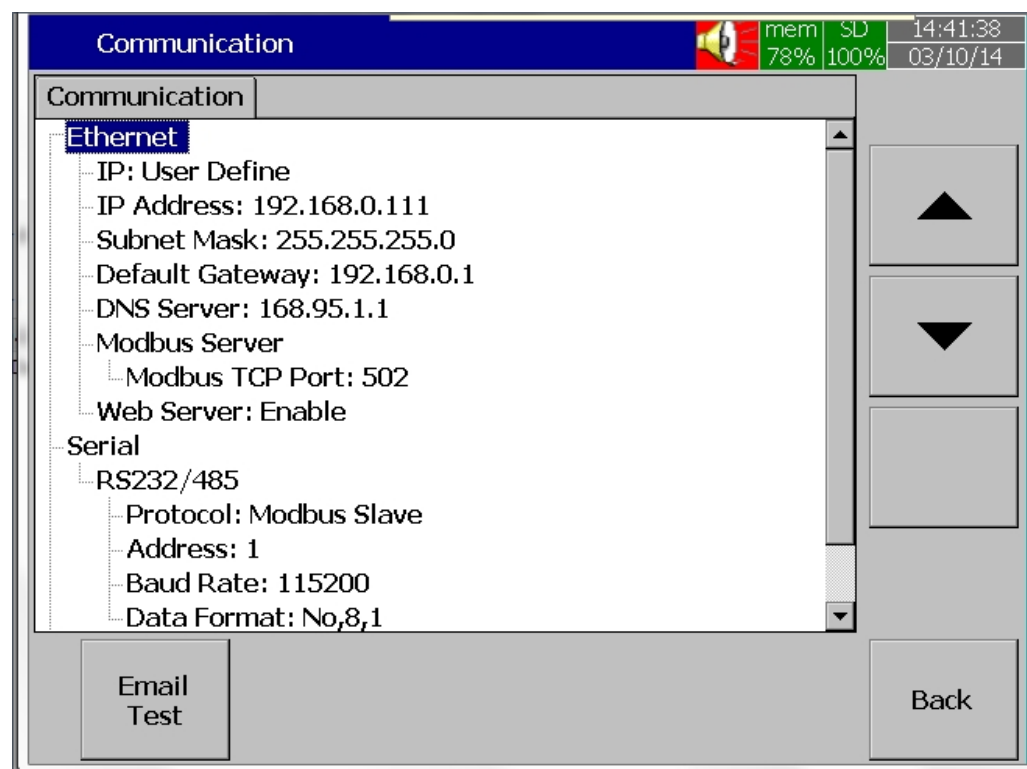 Communication
mem 78%
SD 100%
14:41:38
03/10/14
Communication
Ethernet
IP: User Define
IP Address: 192.168.0.111
Subnet Mask: 255.255.255.0
Default Gateway: 192.168.0.1
DNS Server: 168.95.1.1
Modbus Server
Modbus TCP Port: 502
Web Server: Enable
Serial
RS232/485
Protocol: Modbus Slave
Address: 1
Baud Rate: 115200
Data Format: No,8,1
Email
Test
Back